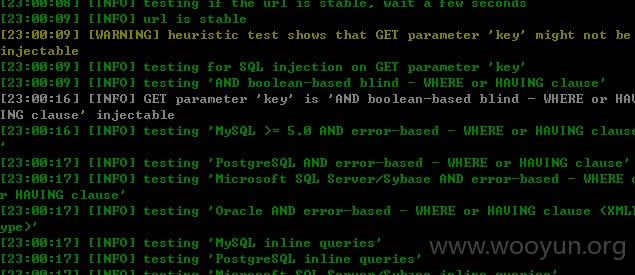 [23:00:08] [INFO] testing if the url is stable, wait a few seconds
[23:00:09] [INFO] url is stable
[23:00:09] [WARNING] heuristic test shows that GET parameter 'key' might not be
injectable
[23:00:09] [INFO] testing for SQL injection on GET parameter 'key'
[23:00:09] [INFO] testing 'AND boolean-based blind - WHERE or HAVING clause'
[23:00:16] [INFO] GET parameter 'key' is 'AND boolean-based blind - WHERE or HAV
ING clause' injectable
[23:00:16] [INFO] testing 'MySQL >= 5.0 AND error-based - WHERE or HAVING clause
'
[23:00:17] [INFO] testing 'PostgreSQL AND error-based - WHERE or HAVING clause'
[23:00:17] [INFO] testing 'Microsoft SQL Server/Sybase AND error-based - WHERE o
r HAVING clause'
[23:00:17] [INFO] testing 'Oracle AND error-based - WHERE or HAVING clause (XMLT
ype)'
[23:00:17] [INFO] testing 'MySQL inline queries'
[23:00:17] [INFO] testing 'PostgreSQL inline queries'
[23:00:17] [INFO] testing 'Microsoft SQL Server/Sybase inline queries'
www.wooyun.org